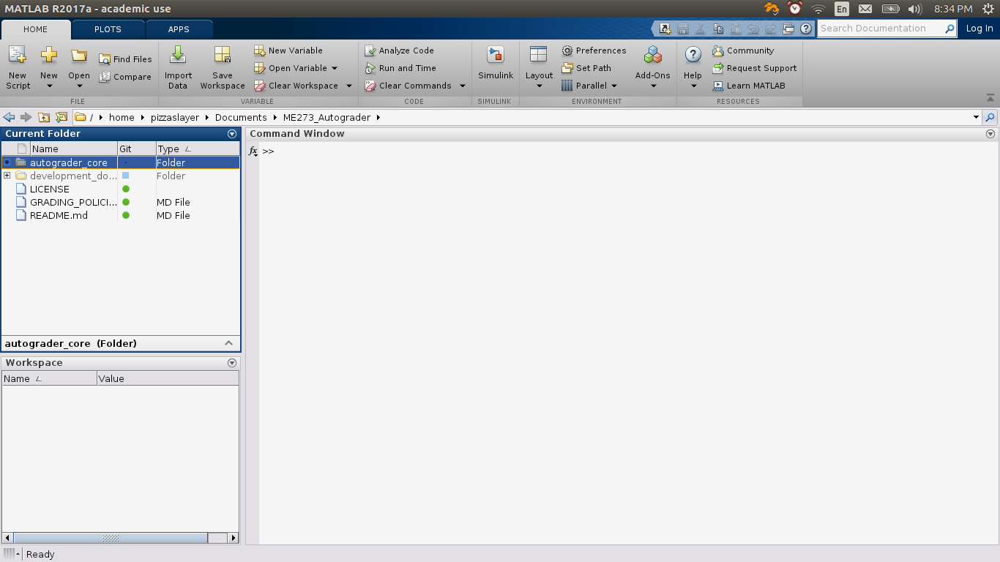 MATLAB R2017a - academic use
En
8:34 PM
HOME PLOTS APPS
Search Documentation
Log In
New Script
New
Open
Find Files
Compare
FILE
Import Data
Save Workspace
New Variable
Open Variable
Clear Workspace
VARIABLE
Analyze Code
Run and Time
Clear Commands
CODE
Simulink
SIMULINK
Layout
Preferences
Set Path
Parallel
Add-Ons
ENVIRONMENT
Help
Community
Request Support
Learn MATLAB
RESOURCES
/ home pizzaslayer Documents ME273_Autograder
Current Folder
Name Git Type
autograder_core Folder
development_do... Folder
LICENSE
GRADING_POLICI... MD File
README.md MD File
autograder_core (Folder)
Workspace
Name Value
Command Window
fx >>
Ready